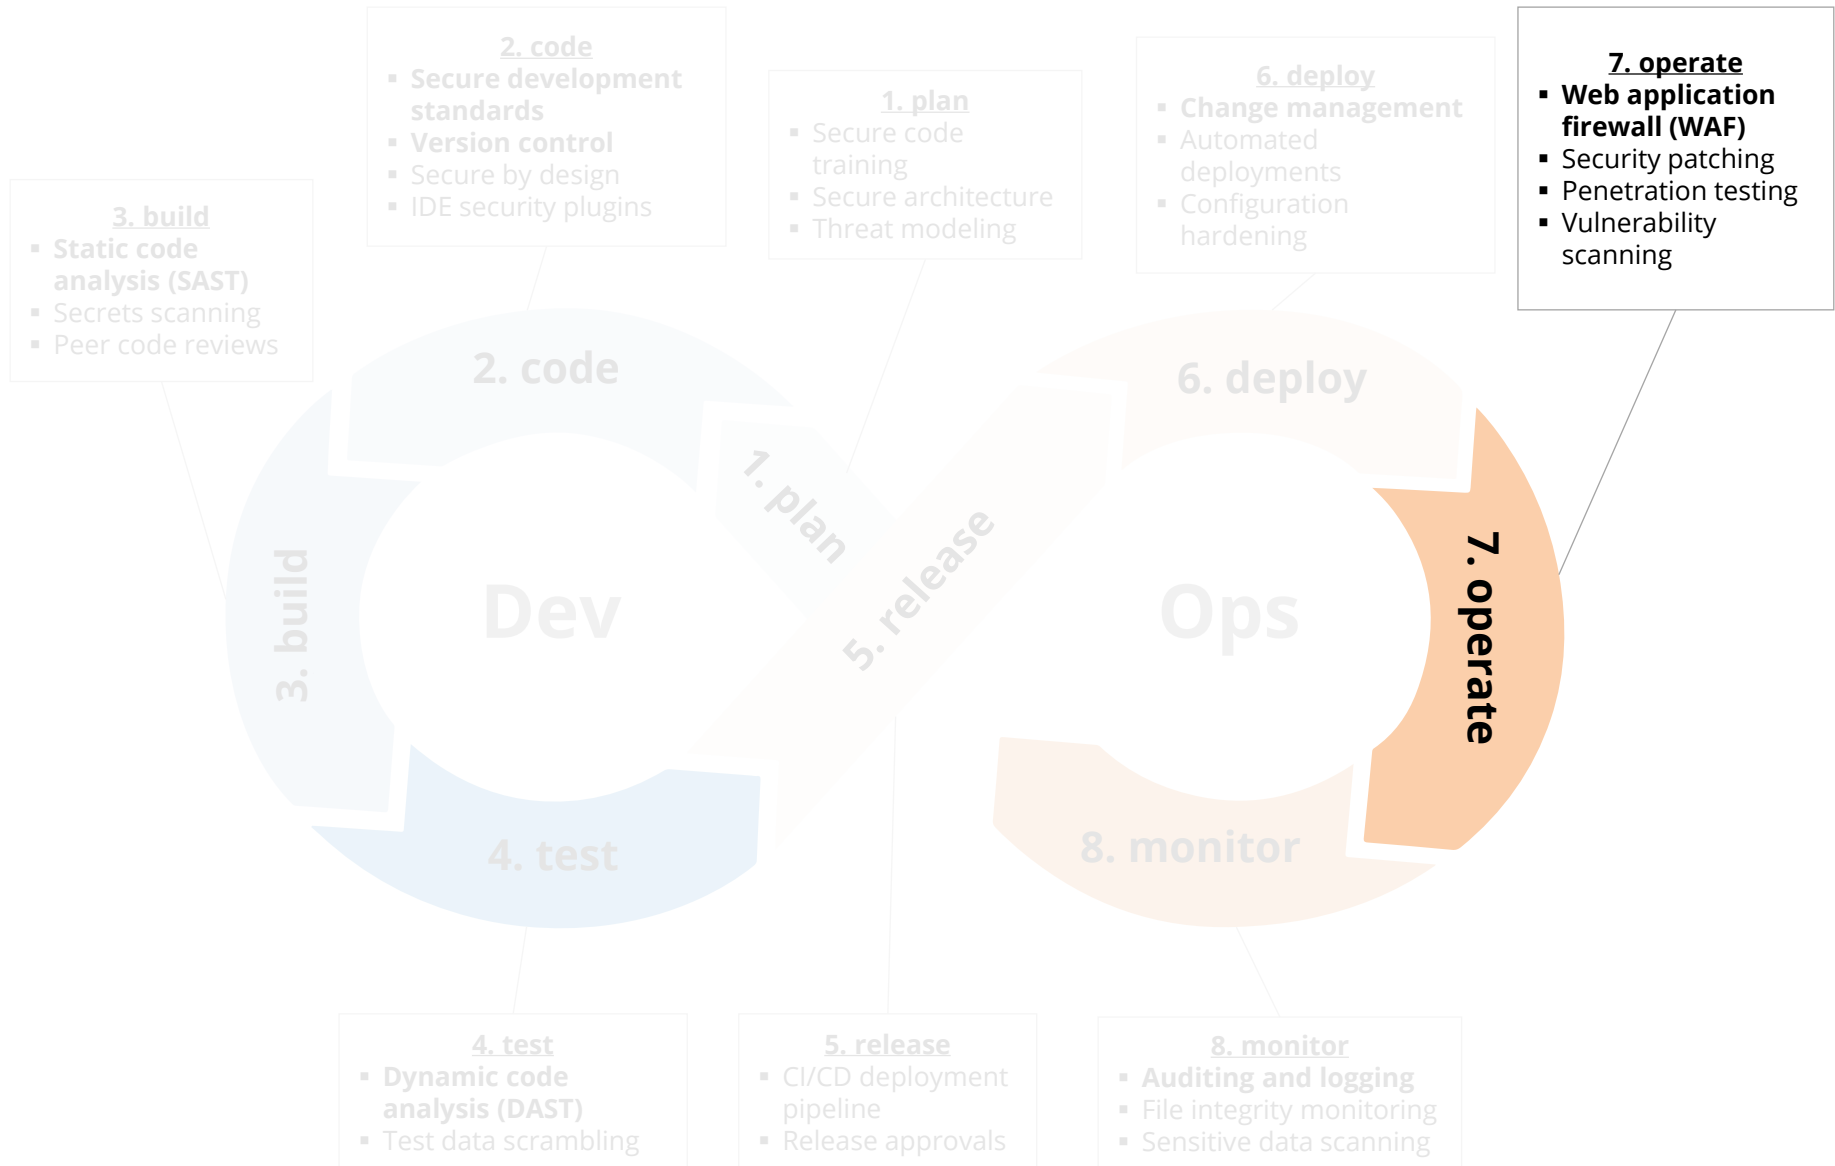 2. code
▪ Secure development
standards
▪ Version control
▪ Secure by design
▪ IDE security plugins
1. plan
▪ Secure code
training
▪ Secure architecture
▪ Threat modeling
6. deploy
▪ Change management
▪ Automated
deployments
▪ Configuration
hardening
7. operate
▪ Web application
firewall (WAF)
▪ Security patching
▪ Penetration testing
▪ Vulnerability
scanning
3. build
▪ Static code
analysis (SAST)
▪ Secrets scanning
▪ Peer code reviews
2. code
1. plan
3. build
Dev
4. test
5. release
6. deploy
Ops
7. operate
8. monitor
4. test
▪ Dynamic code
analysis (DAST)
▪ Test data scrambling
5. release
▪ CI/CD deployment
pipeline
▪ Release approvals
8. monitor
▪ Auditing and logging
▪ File integrity monitoring
▪ Sensitive data scanning